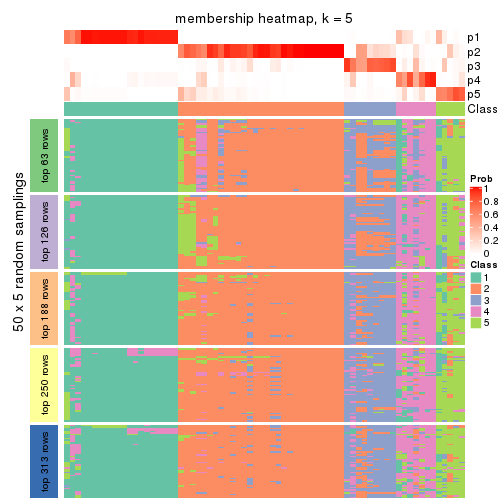 membership heatmap, k = 5
p1
p2
p3
p4
p5
Class
50 x 5 random samplings
top 63 rows
top 126 rows
top 188 rows
top 250 rows
top 313 rows
Prob
1
0.8
0.6
0.4
0.2
0
Class
1
2
3
4
5